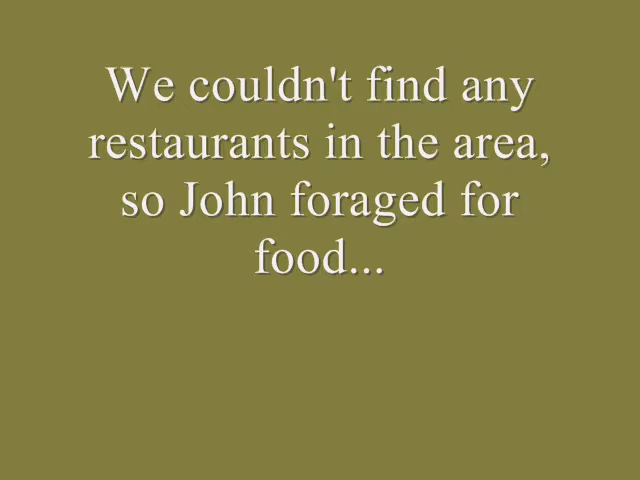 We couldn't find any
restaurants in the area,
so John foraged for
food...